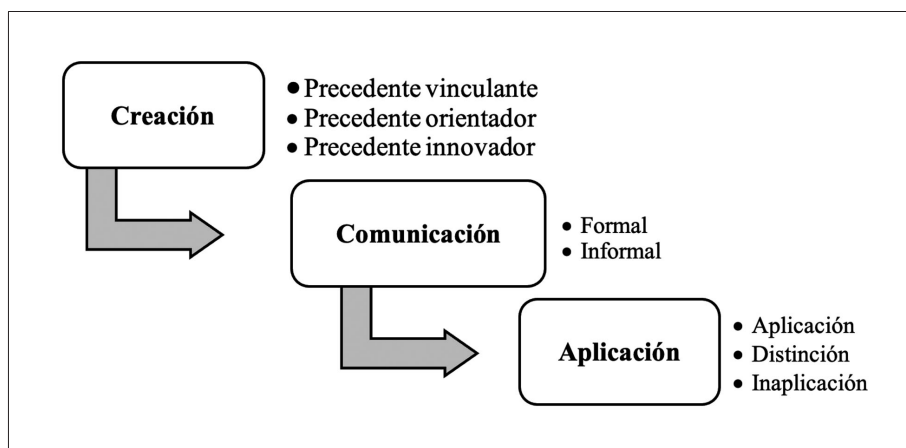 Creación
• Precedente vinculante
• Precedente orientador
• Precedente innovador
Comunicación
• Formal
• Informal
Aplicación
• Aplicación
• Distinción
• Inaplicación